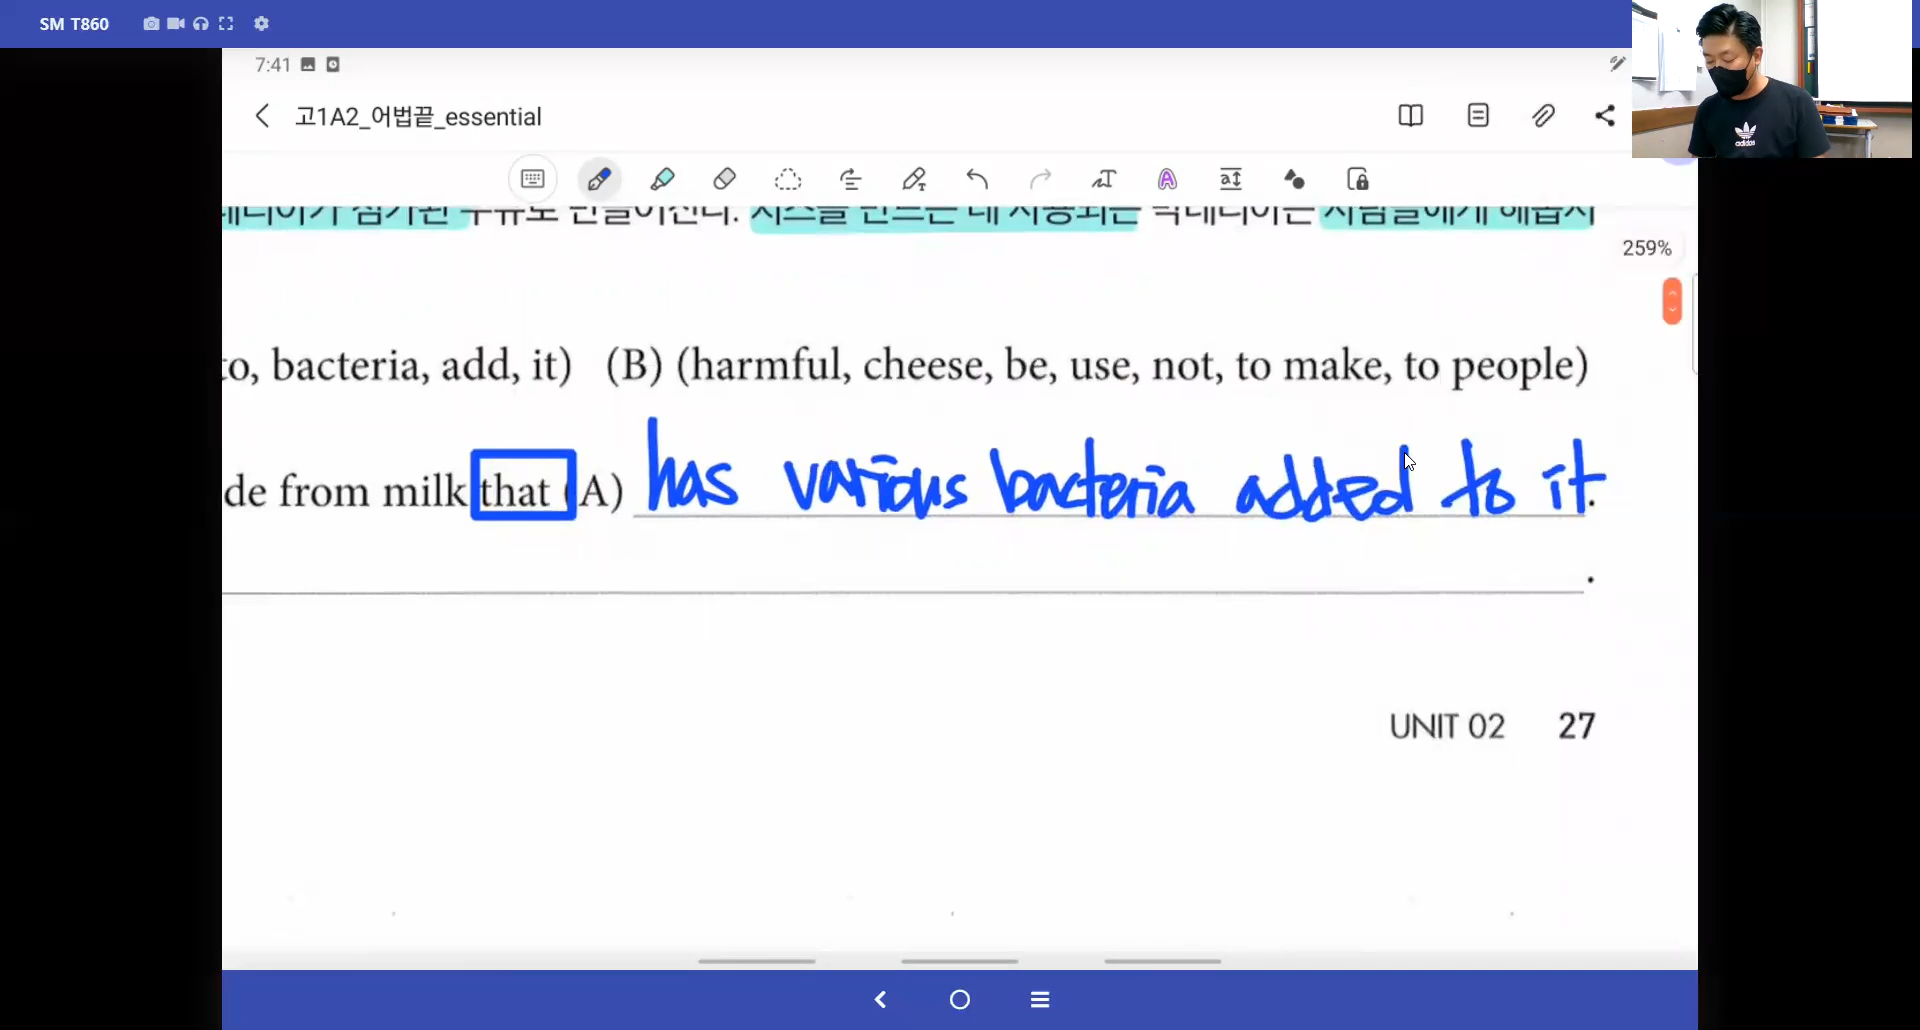 SM T860
7:41
고1A2_어법끝_essential
259%
to, bacteria, add, it) (B) (harmful, cheese, be, use, not, to make, to people)
de from milk that (A) has various bacteria added to it.
.
UNIT 02 27
adidas